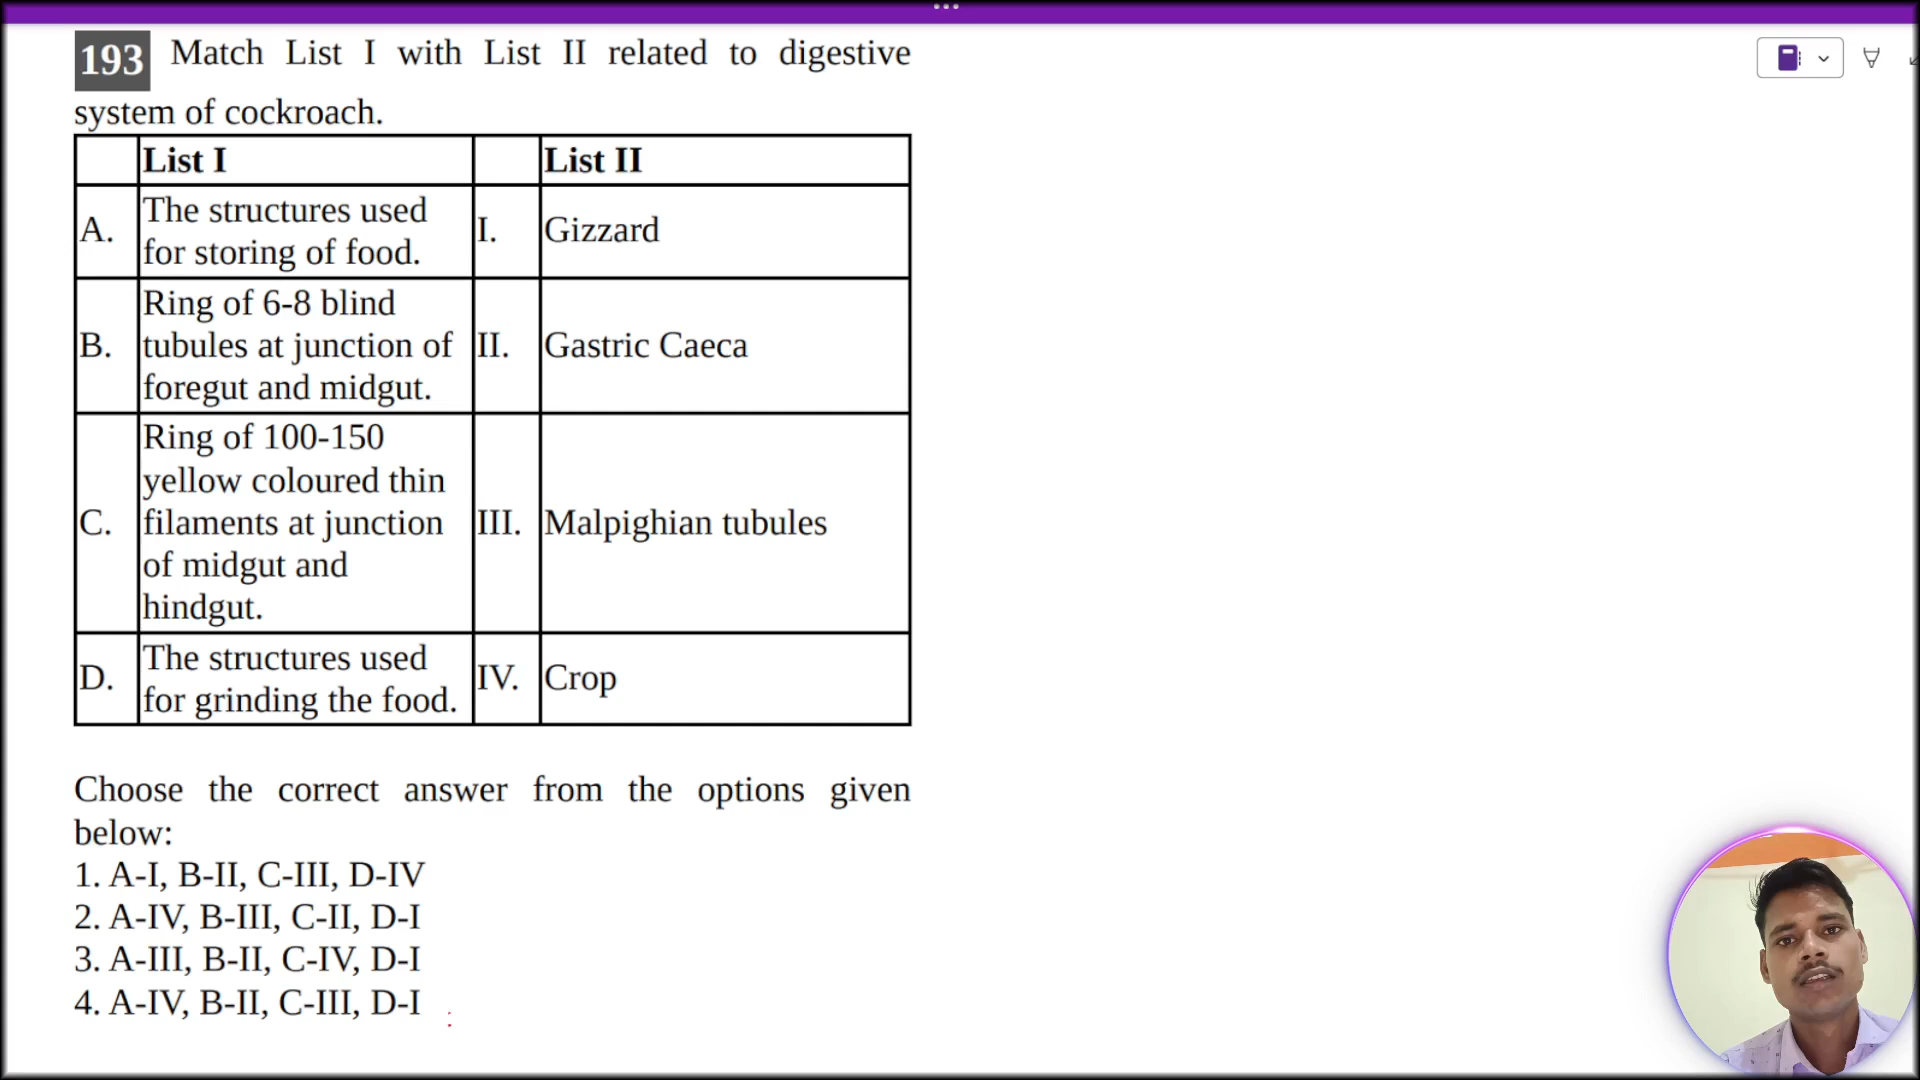 193 Match List I with List II related to digestive
system of cockroach.
List I List II
A. The structures used for storing of food. I. Gizzard
B. Ring of 6-8 blind tubules at junction of foregut and midgut. II. Gastric Caeca
C. Ring of 100-150 yellow coloured thin filaments at junction of midgut and hindgut. III. Malpighian tubules
D. The structures used for grinding the food. IV. Crop
Choose the correct answer from the options given
below:
1. A-I, B-II, C-III, D-IV
2. A-IV, B-III, C-II, D-I
3. A-III, B-II, C-IV, D-I
4. A-IV, B-II, C-III, D-I